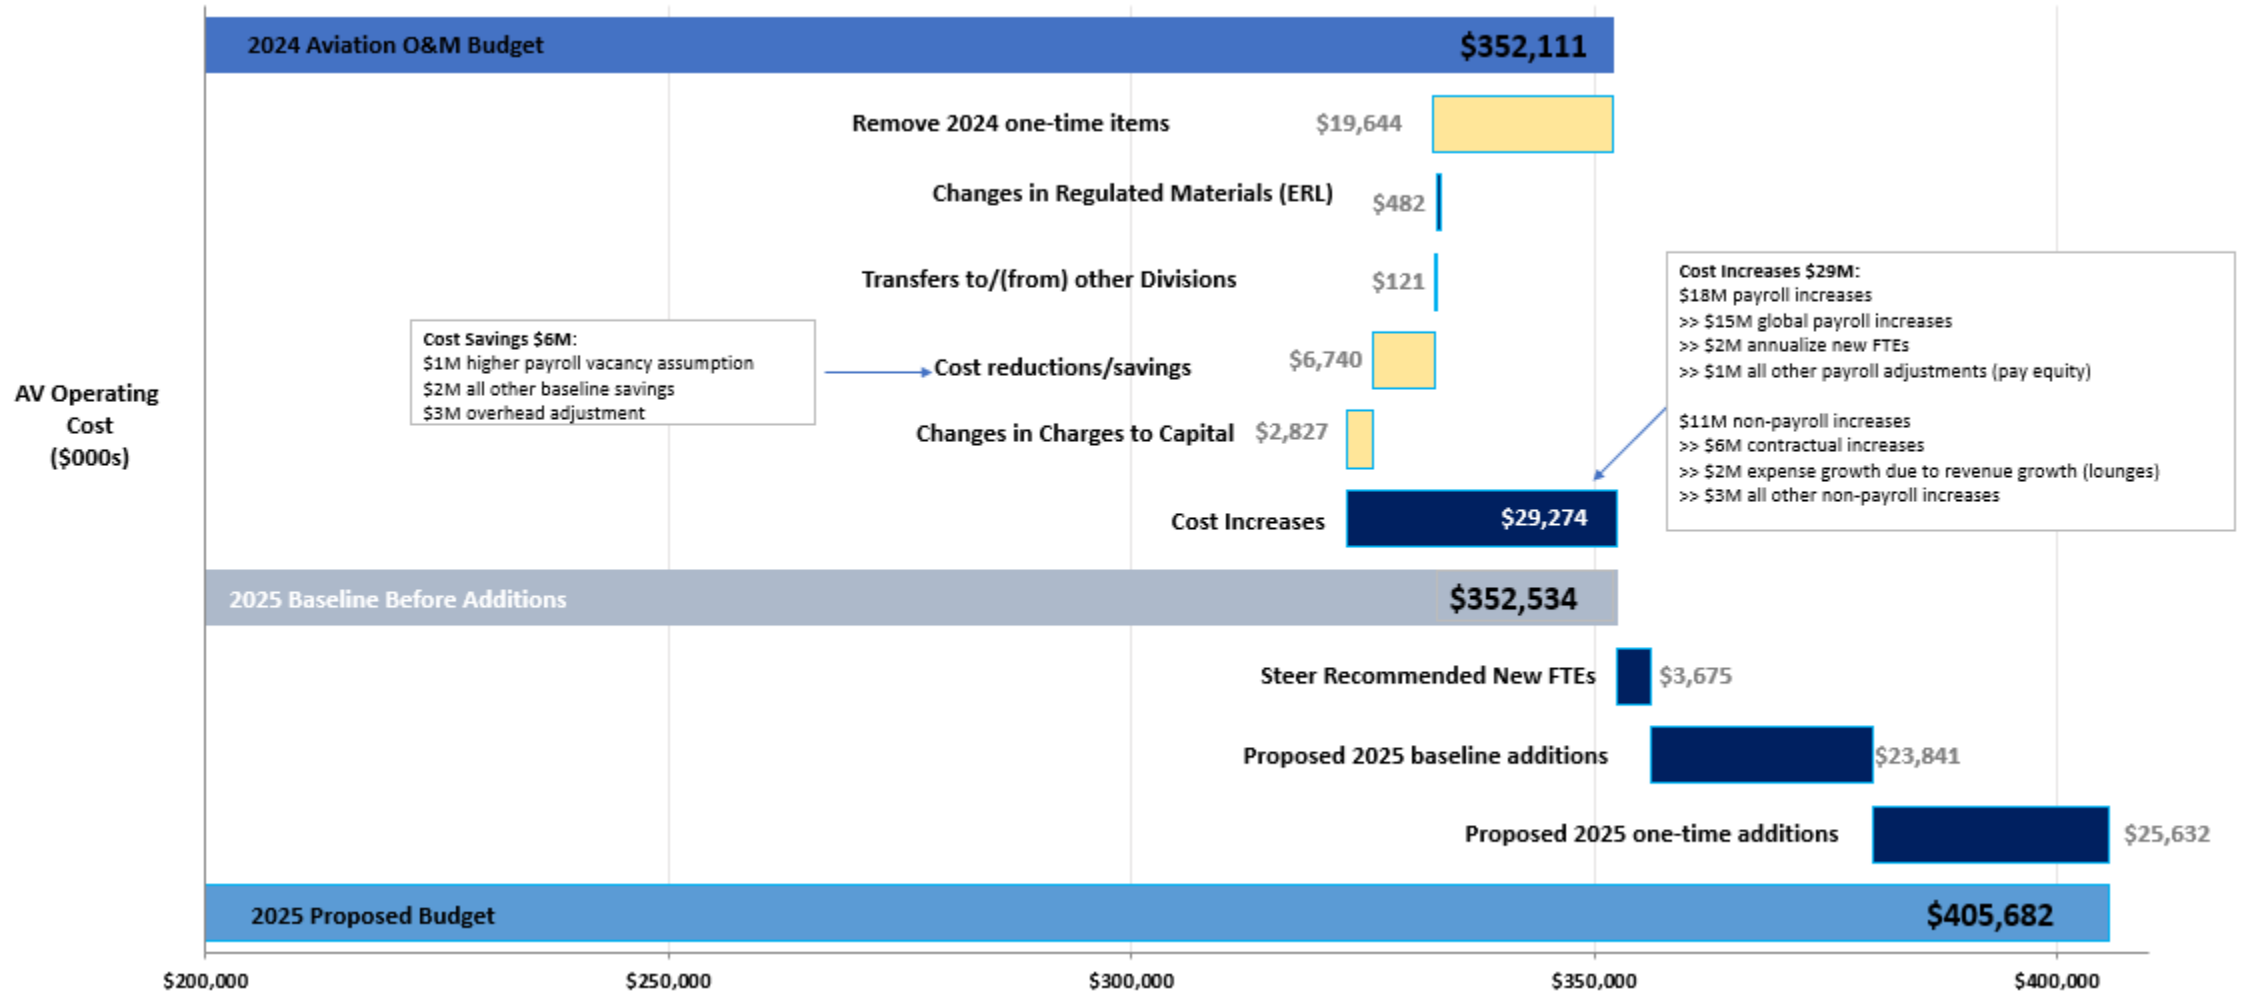 2024 Aviation O&M Budget
$352,111
Remove 2024 one-time items
$19,644
Changes in Regulated Materials (ERL)
$482
Transfers to/(from) other Divisions
$121
Cost Savings $6M:
$1M higher payroll vacancy assumption
$2M all other baseline savings
$3M overhead adjustment
Cost reductions/savings
$6,740
Cost Increases $29M:
$18M payroll increases
>> $15M global payroll increases
>> $2M annualize new FTEs
>> $1M all other payroll adjustments (pay equity)
$11M non-payroll increases
>> $6M contractual increases
>> $2M expense growth due to revenue growth (lounges)
>> $3M all other non-payroll increases
AV Operating
Cost
($000s)
Changes in Charges to Capital
$2,827
Cost Increases
$29,274
2025 Baseline Before Additions
$352,534
Steer Recommended New FTEs
$3,675
Proposed 2025 baseline additions
$23,841
Proposed 2025 one-time additions
$25,632
2025 Proposed Budget
$405,682
$200,000
$250,000
$300,000
$350,000
$400,000